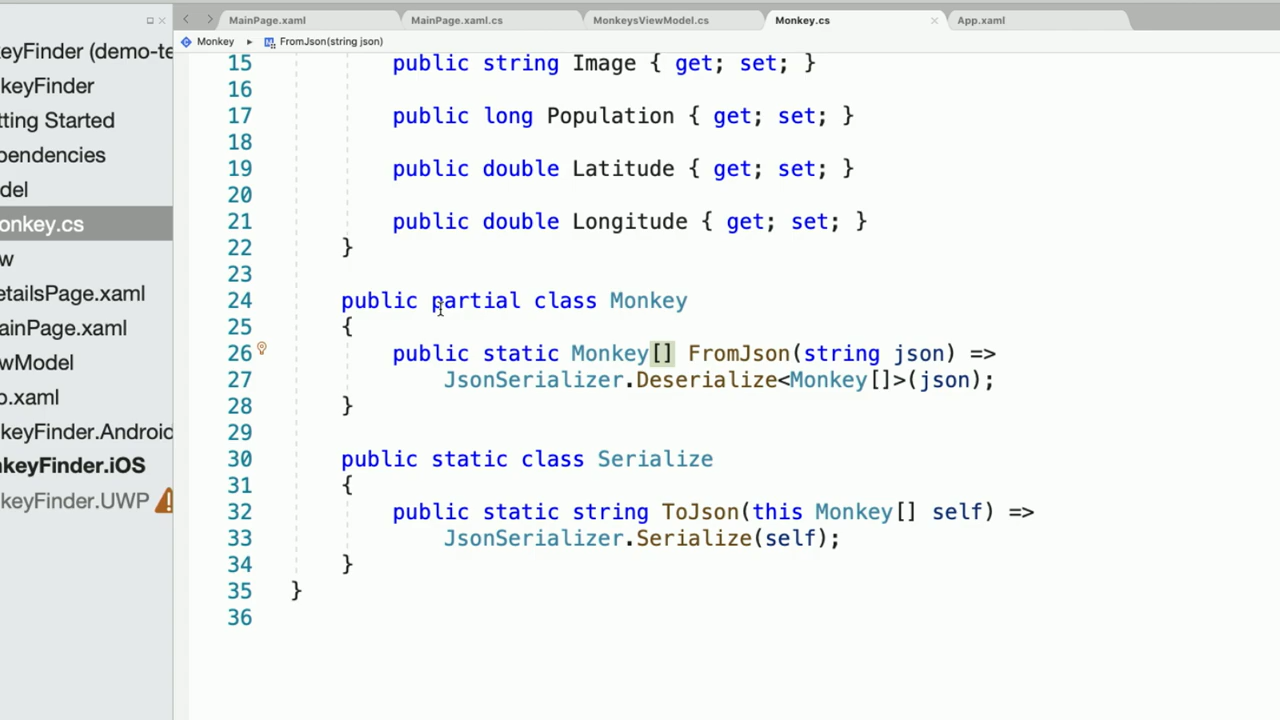 MainPage.xaml
MainPage.xaml.cs
MonkeysViewModel.cs
Monkey.cs
App.xaml
Monkey
FromJson(string json)
keyFinder (demo-te
keyFinder
tting Started
pendencies
del
onkey.cs
w
etailsPage.xaml
ainPage.xaml
wModel
p.xaml
keyFinder.Android
nkeyFinder.iOS
keyFinder.UWP
15 public string Image { get; set; }
16
17 public long Population { get; set; }
18
19 public double Latitude { get; set; }
20
21 public double Longitude { get; set; }
22 }
23
24 public partial class Monkey
25 {
26 public static Monkey[] FromJson(string json) =>
27 JsonSerializer.Deserialize<Monkey[]>(json);
28 }
29
30 public static class Serialize
31 {
32 public static string ToJson(this Monkey[] self) =>
33 JsonSerializer.Serialize(self);
34 }
35 }
36